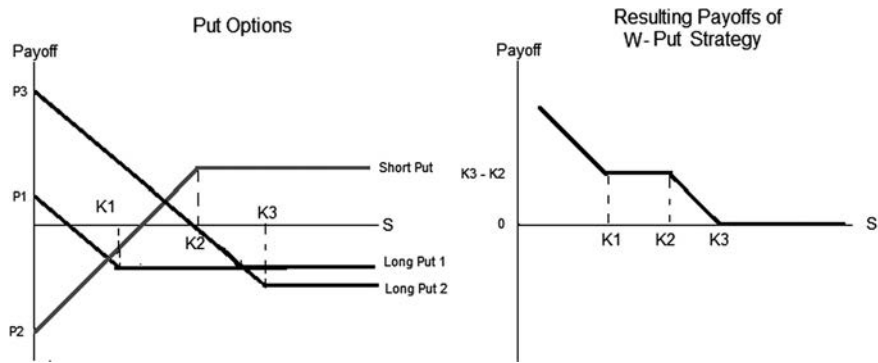 Put Options
Payoff
P3
P1
P2
K1
K2
K3
S
Short Put
Long Put 1
Long Put 2
Resulting Payoffs of
W- Put Strategy
Payoff
K3 - K2
0
K1
K2
K3
S